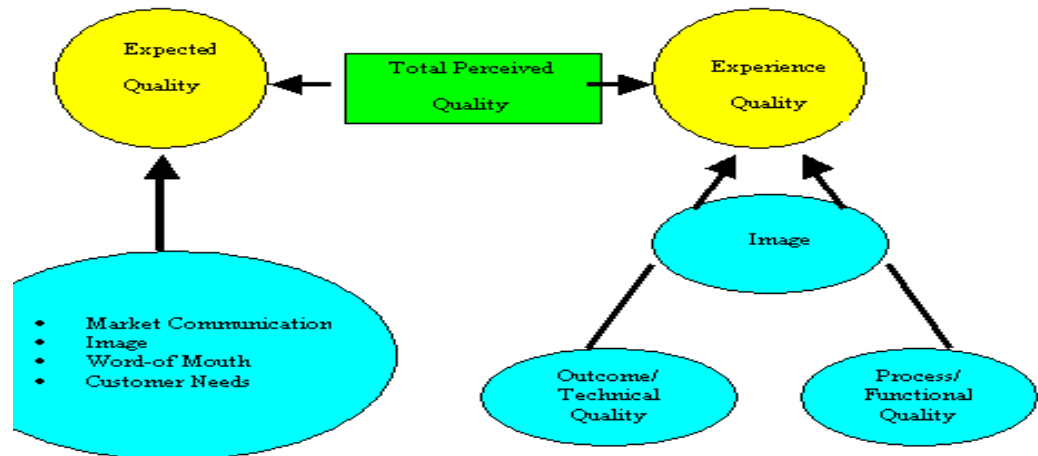 Expected
Quality
Total Perceived
Quality
Experience
Quality
Image
• Market Communication
• Image
• Word-of Mouth
• Customer Needs
Outcome/
Technical
Quality
Process/
Functional
Quality